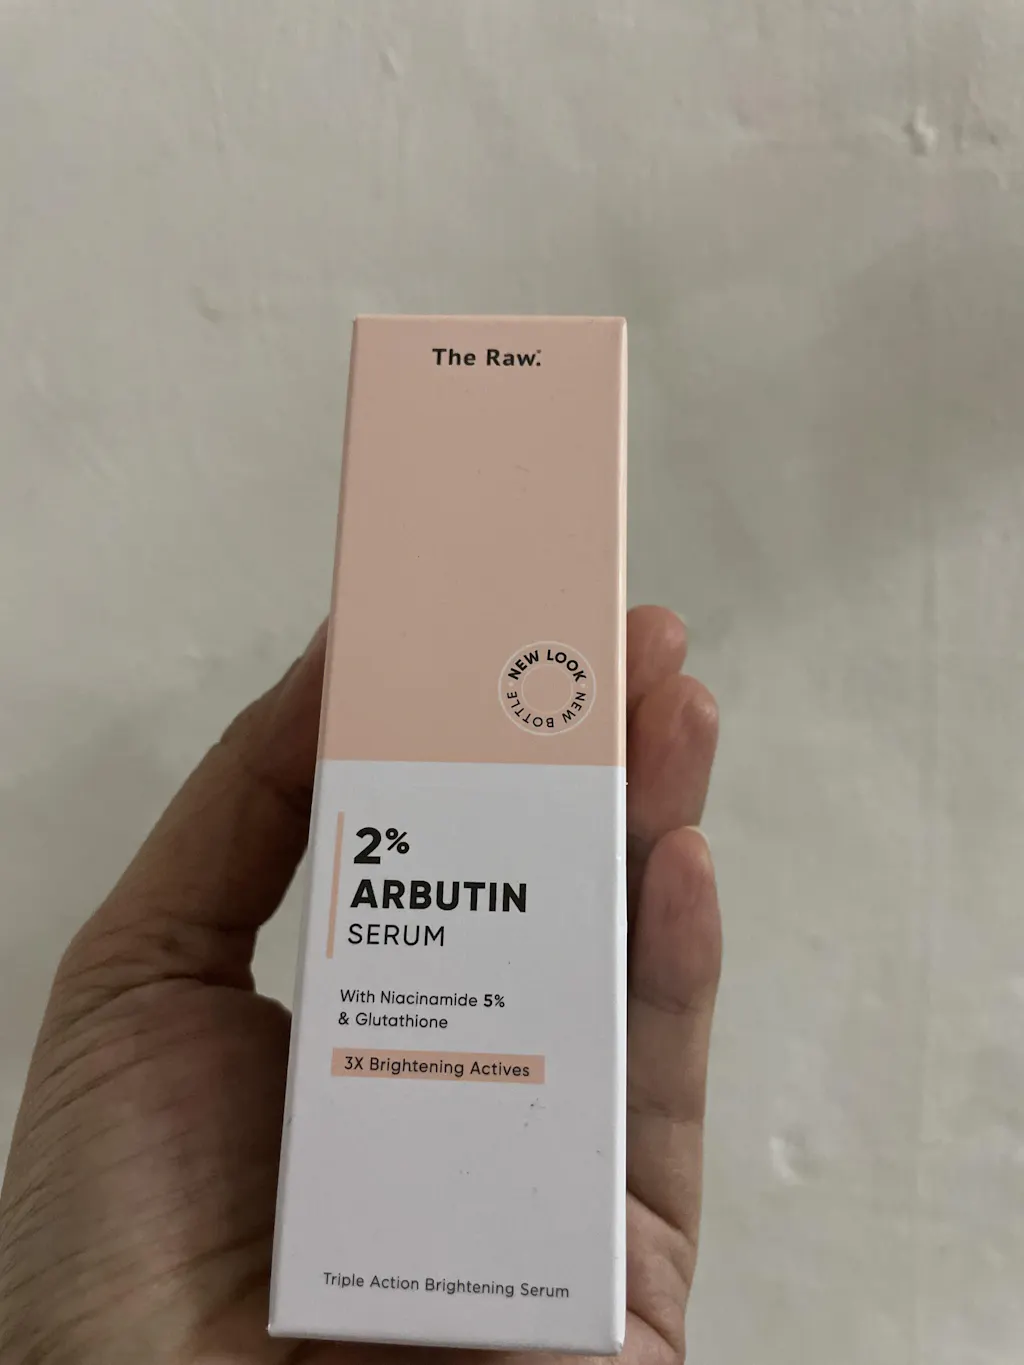 The Raw.
NEW LOOK • NEW BOTTLE •
2%
ARBUTIN
SERUM
With Niacinamide 5%
& Glutathione
3X Brightening Actives
Triple Action Brightening Serum